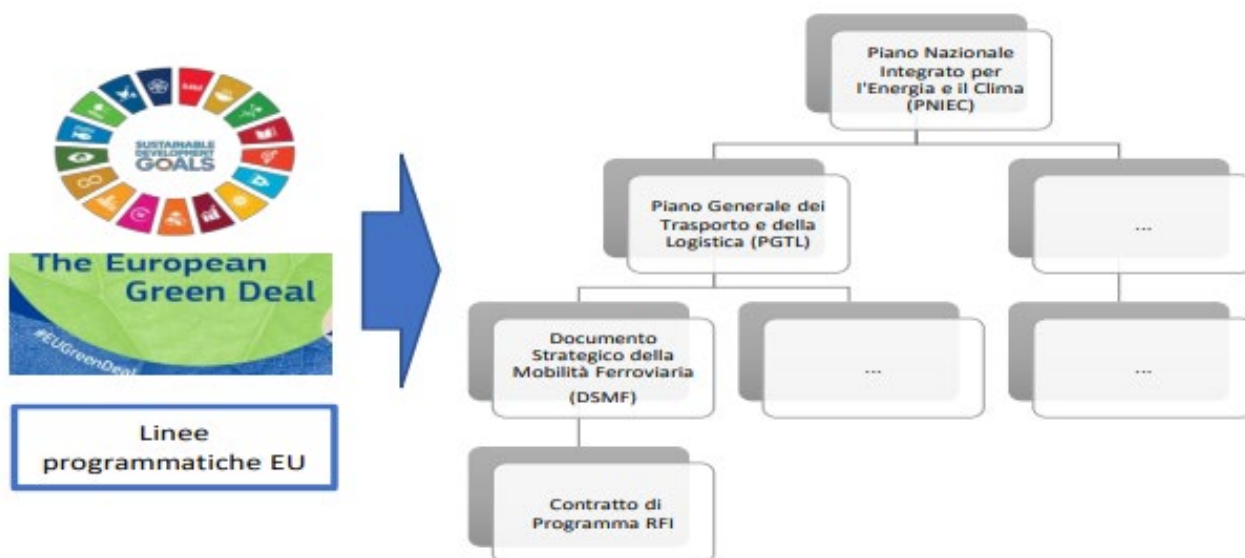 SUSTAINABLE
DEVELOPMENT
GOALS
The European
Green Deal
#EUGreenDeal
Linee
programmatiche EU
Piano Nazionale
Integrato per
l'Energia e il Clima
(PNIEC)
Piano Generale dei
Trasporto e della
Logistica (PGTL)
...
Documento
Strategico della
Mobilità Ferroviaria
(DSMF)
...
...
Contratto di
Programma RFI